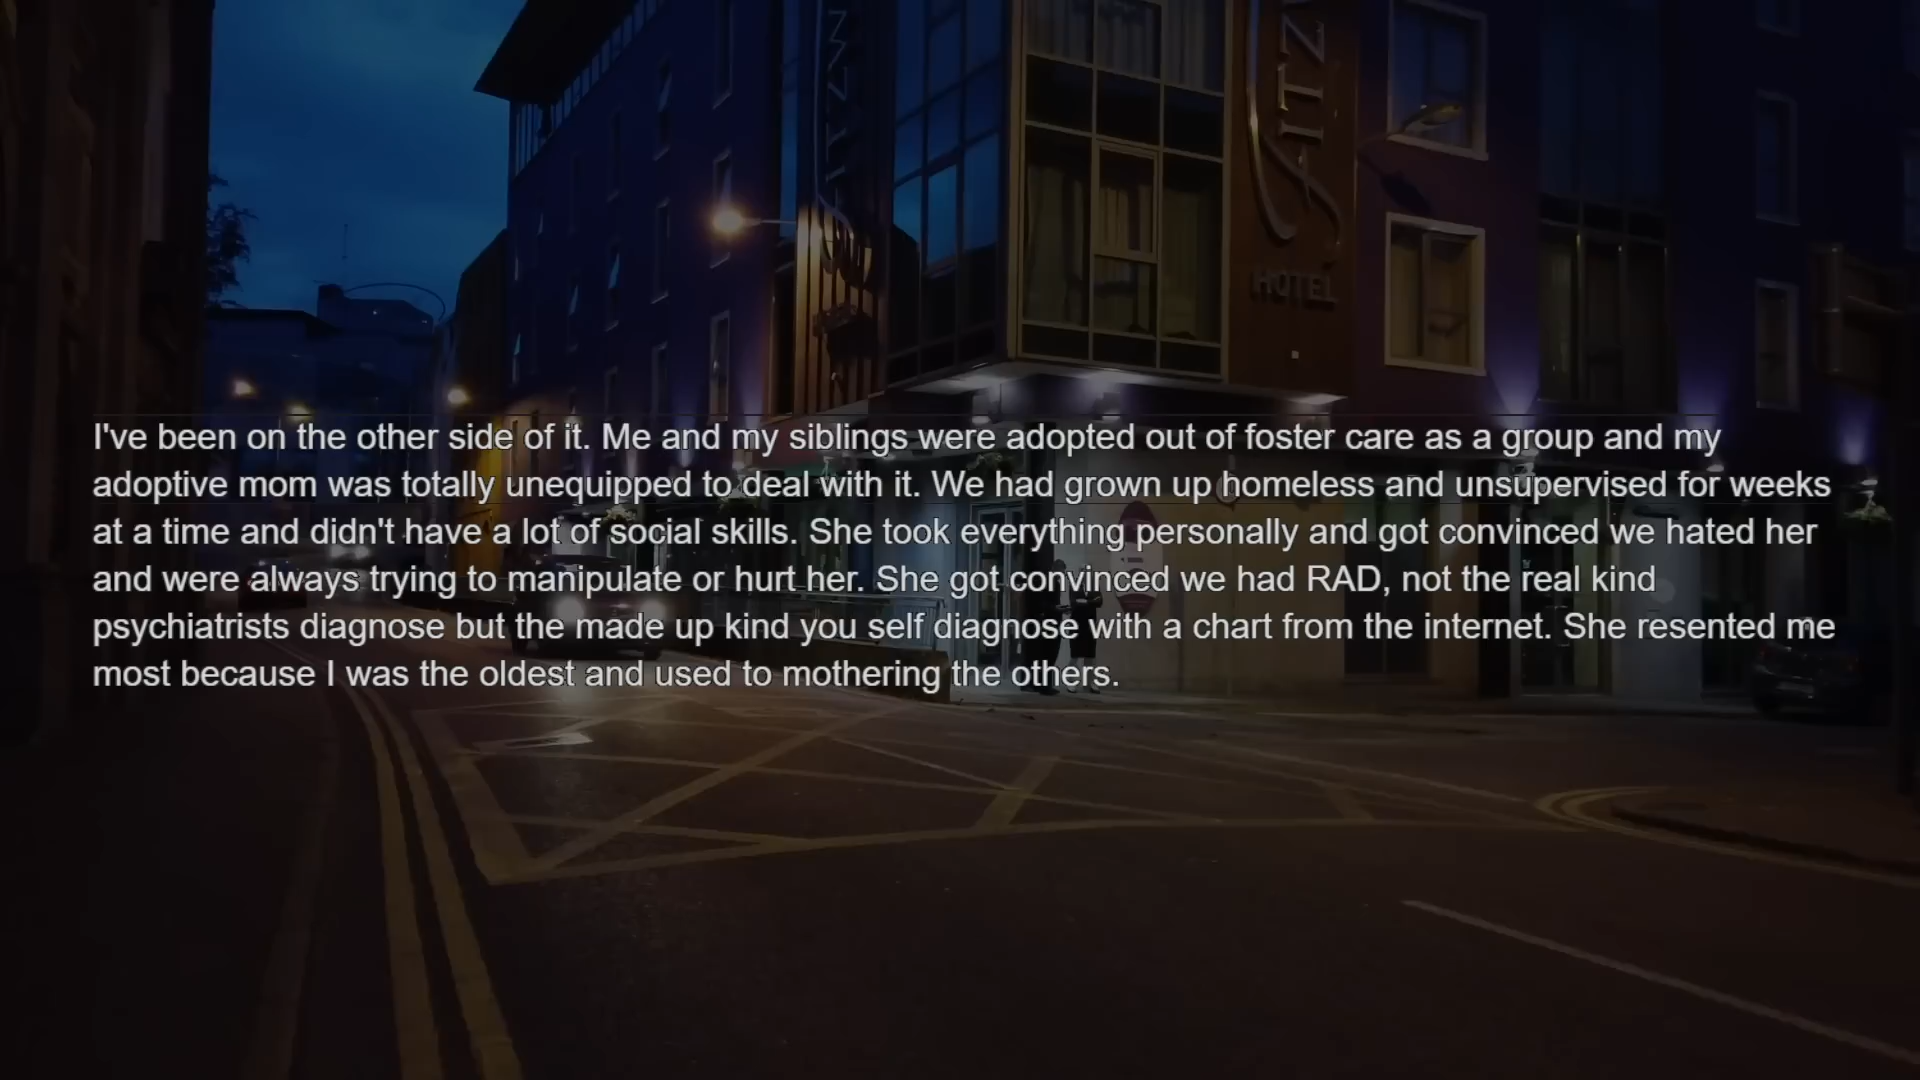 HOTEL
I've been on the other side of it. Me and my siblings were adopted out of foster care as a group and my
adoptive mom was totally unequipped to deal with it. We had grown up homeless and unsupervised for weeks
at a time and didn't have a lot of social skills. She took everything personally and got convinced we hated her
and were always trying to manipulate or hurt her. She got convinced we had RAD, not the real kind
psychiatrists diagnose but the made up kind you self diagnose with a chart from the internet. She resented me
most because I was the oldest and used to mothering the others.